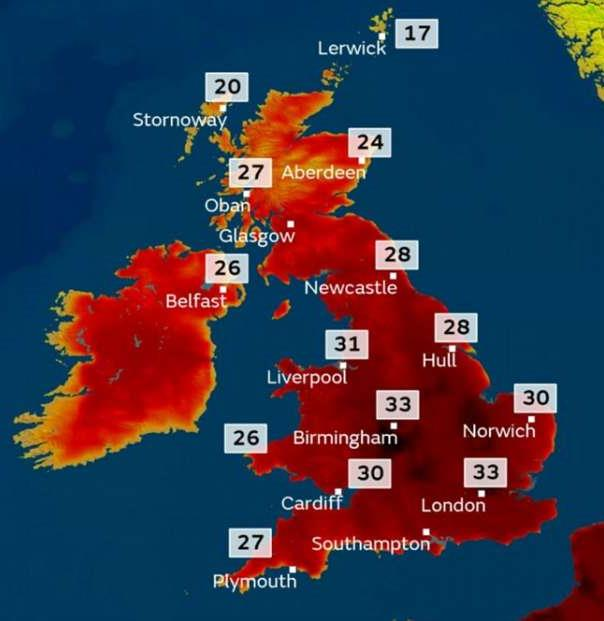 17
Lerwick
20
Stornoway
24
Aberdeen
27
Oban
Glasgow
26
Belfast
28
Newcastle
28
Hull
31
Liverpool
33
Birmingham
30
Norwich
26
30
Cardiff
33
London
27
Southampton
Plymouth